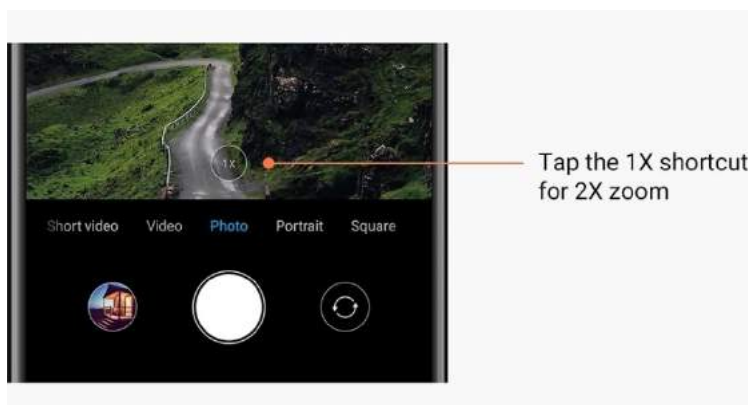 1X
Tap the 1X shortcut
for 2X zoom
Short video Video Photo Portrait Square